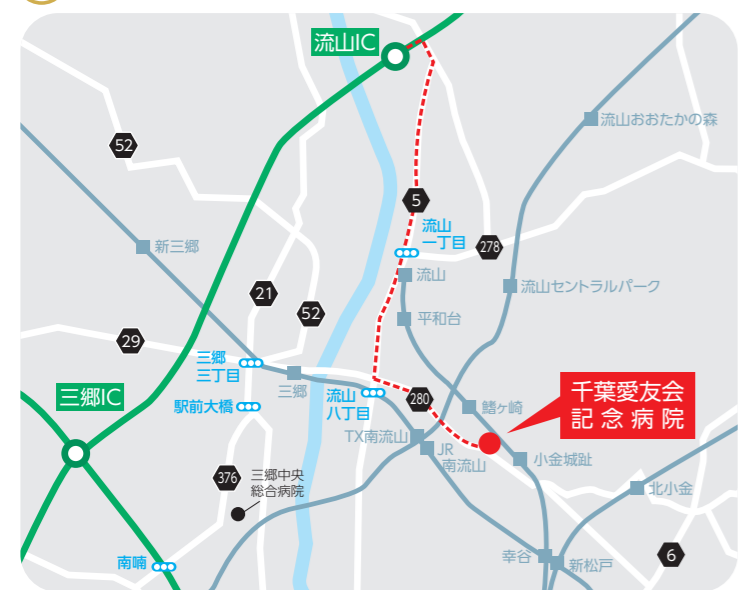 流山IC
流山おおたかの森
52
5
流山
一丁目
278
新三郷
流山
流山セントラルパーク
21
52
平和台
29
三郷
三丁目
三郷
流山
八丁目
280
千葉愛友会
記念病院
三郷IC
駅前大橋
鰭ヶ崎
TX南流山
JR
南流山
小金城趾
376
三郷中央
総合病院
北小金
南喃
幸谷
新松戸
6